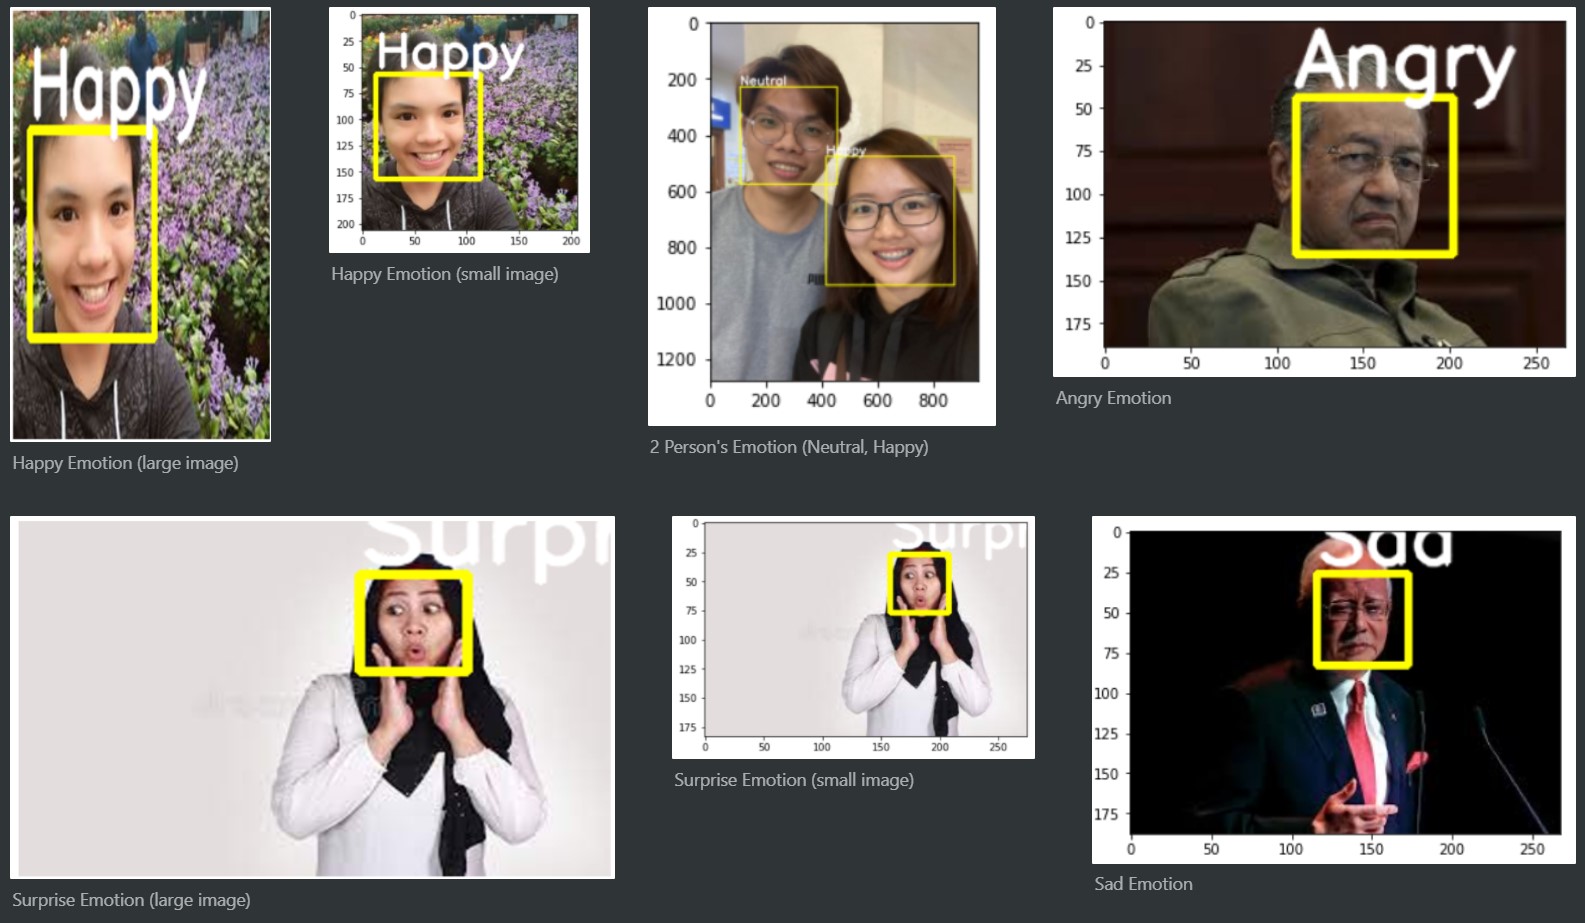 Happy
Happy Emotion (large image)
0
25
50
75
100
125
150
175
200
Happy
0 50 100 150 200
Happy Emotion (small image)
0
200
400
600
800
1000
1200
Neutral
Happy
0 200 400 600 800
2 Person's Emotion (Neutral, Happy)
0
25
50
75
100
125
150
175
Angry
0 50 100 150 200 250
Angry Emotion
Surpr
Surprise Emotion (large image)
0
25
50
75
100
125
150
175
Surpr
0 50 100 150 200 250
Surprise Emotion (small image)
0
25
50
75
100
125
150
175
Sad
0 50 100 150 200 250
Sad Emotion